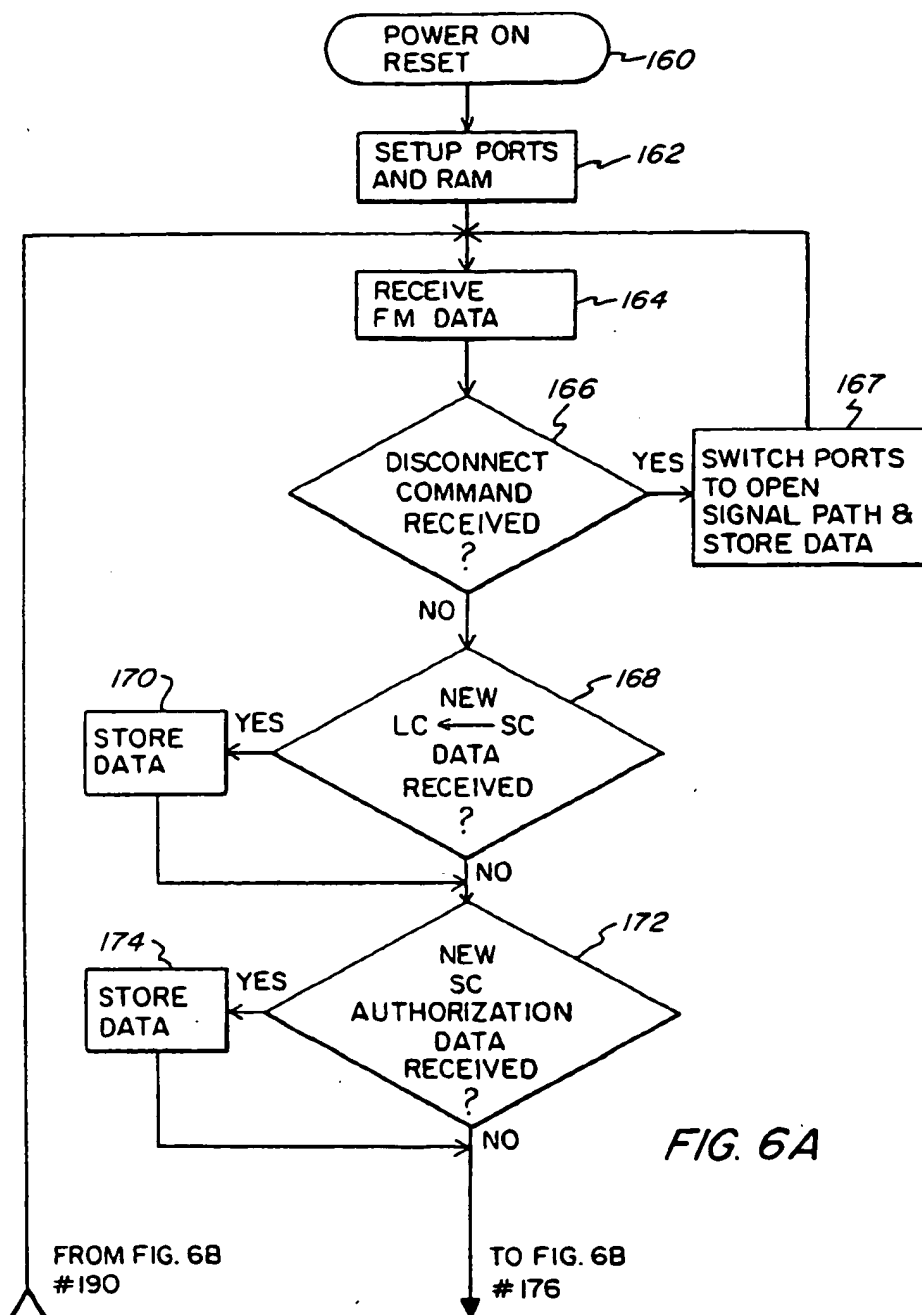 POWER ON
RESET
160
SETUP PORTS
AND RAM
162
RECEIVE
FM DATA
164
166
DISCONNECT
COMMAND
RECEIVED
?
YES
167
SWITCH PORTS
TO OPEN
SIGNAL PATH &
STORE DATA
NO
168
NEW
LC ← SC
DATA
RECEIVED
?
YES
170
STORE
DATA
NO
172
NEW
SC
AUTHORIZATION
DATA
RECEIVED
?
YES
174
STORE
DATA
NO
FIG. 6A
FROM FIG. 6B
#190
TO FIG. 6B
#176